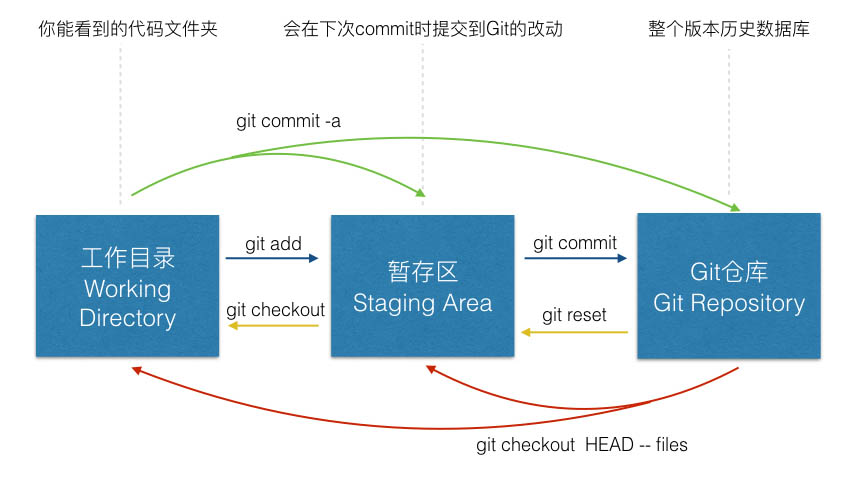 你能看到的代码文件夹
会在下次commit时提交到Git的改动
整个版本历史数据库
git commit -a
工作目录
Working
Directory
git add
git checkout
暂存区
Staging Area
git commit
git reset
Git仓库
Git Repository
git checkout HEAD -- files